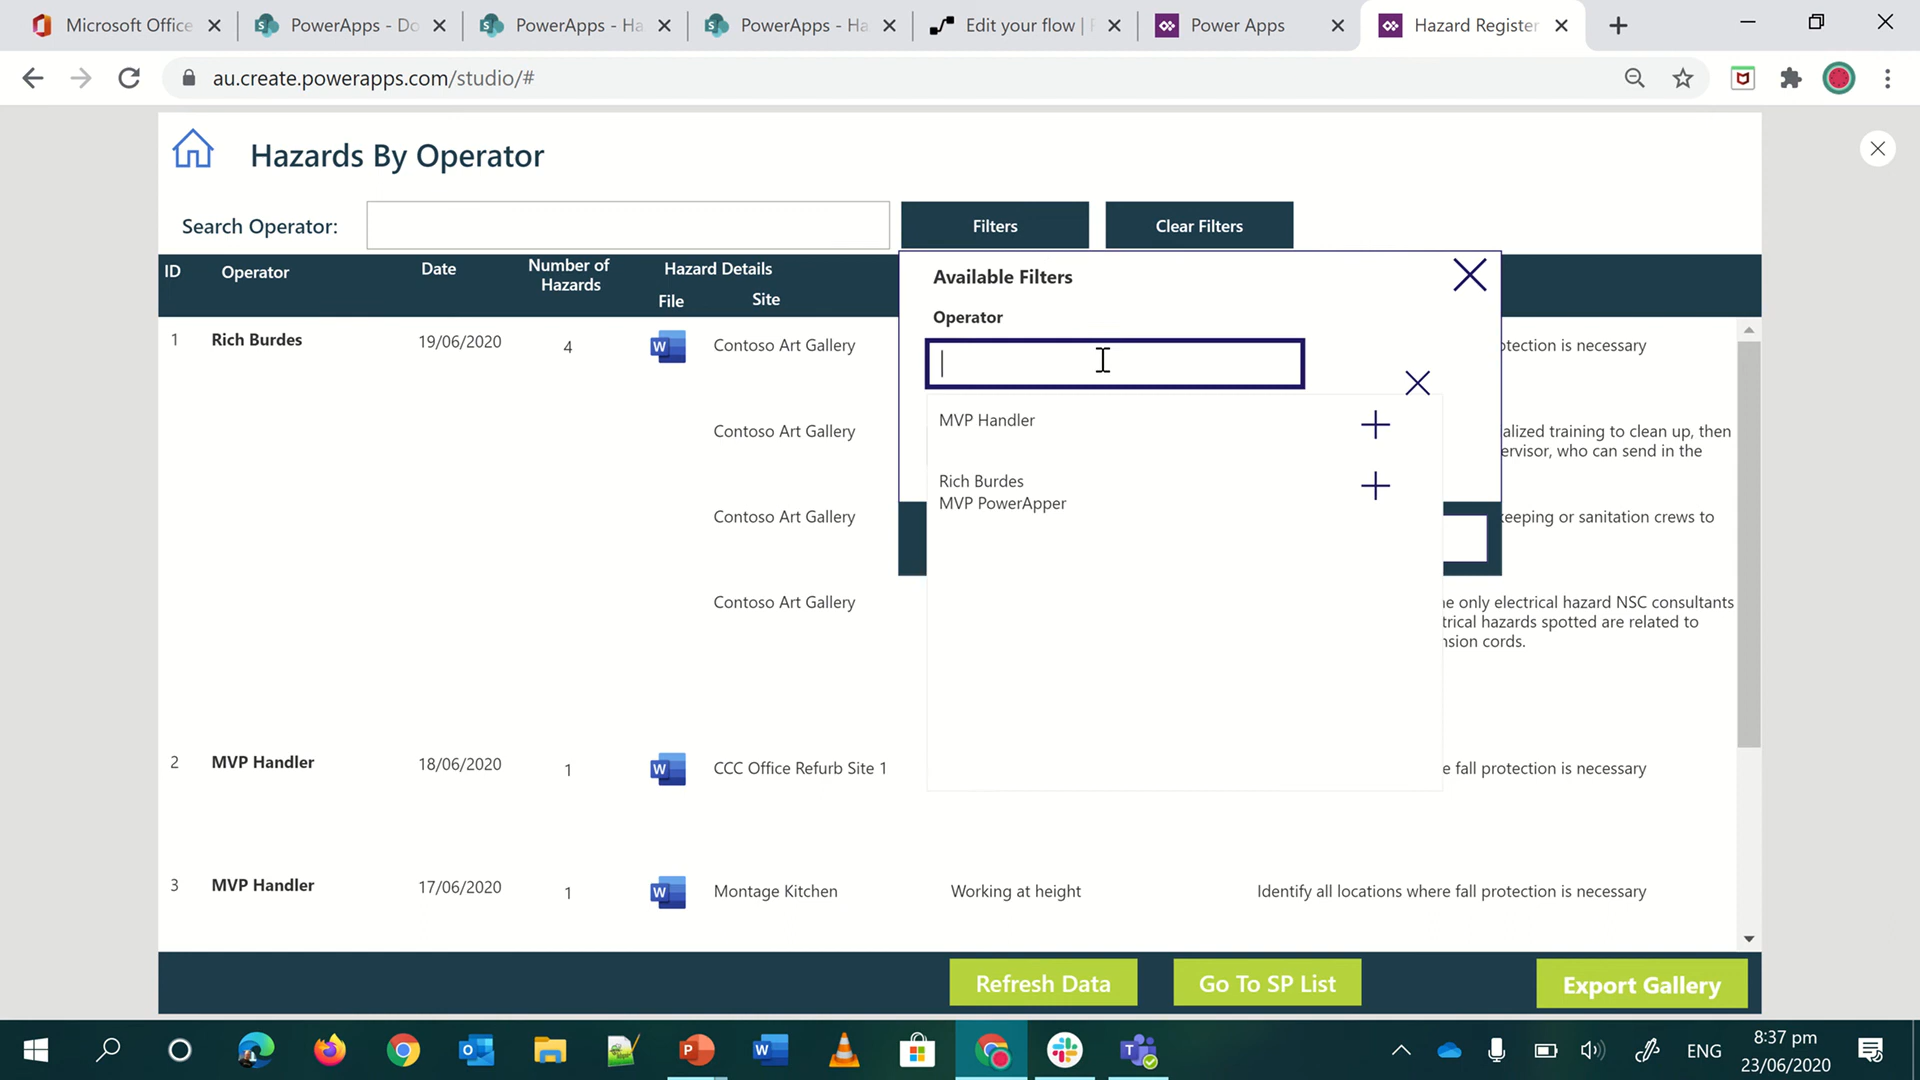 Microsoft Office
PowerApps - Do
PowerApps - Ha
PowerApps - Ha
Edit your flow |
Power Apps
Hazard Register
au.create.powerapps.com/studio/#
Hazards By Operator
Search Operator:
Filters
Clear Filters
ID
Operator
Date
Number of
Hazards
Hazard Details
File
Site
Available Filters
Operator
MVP Handler
Rich Burdes
MVP PowerApper
1
Rich Burdes
19/06/2020
4
W
Contoso Art Gallery
otection is necessary
Contoso Art Gallery
alized training to clean up, then
ervisor, who can send in the
Contoso Art Gallery
keeping or sanitation crews to
Contoso Art Gallery
he only electrical hazard NSC consultants
trical hazards spotted are related to
nsion cords.
2
MVP Handler
18/06/2020
1
W
CCC Office Refurb Site 1
e fall protection is necessary
3
MVP Handler
17/06/2020
1
W
Montage Kitchen
Working at height
Identify all locations where fall protection is necessary
Refresh Data
Go To SP List
Export Gallery
ENG
8:37 pm
23/06/2020